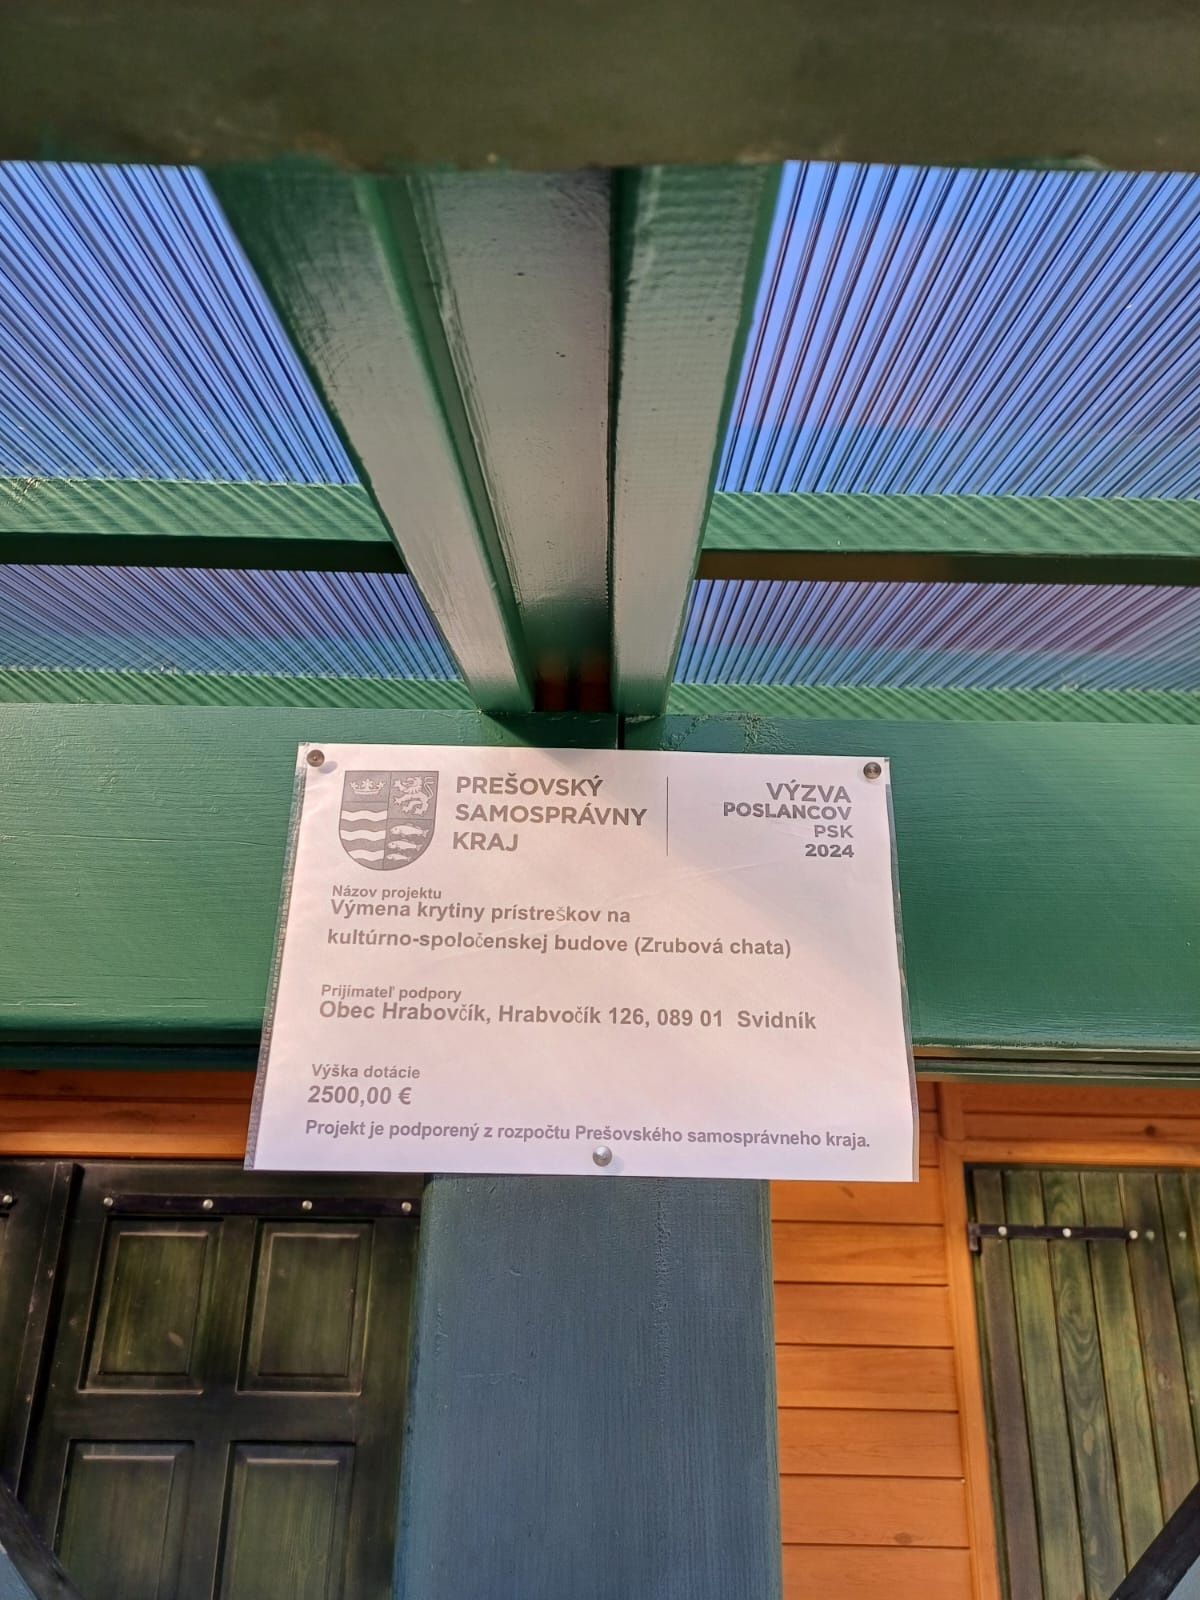 PREŠOVSKÝ
SAMOSPRÁVNY
KRAJ
VÝZVA
POSLANCOV
PSK
2024
Názov projektu
Výmena krytiny prístreškov na
kultúrno-spoločenskej budove (Zrubová chata)
Prijímateľ podpory
Obec Hrabovčík, Hrabvočík 126, 089 01 Svidník
Výška dotácie
2500,00 €
Projekt je podporený z rozpočtu Prešovského samosprávneho kraja.